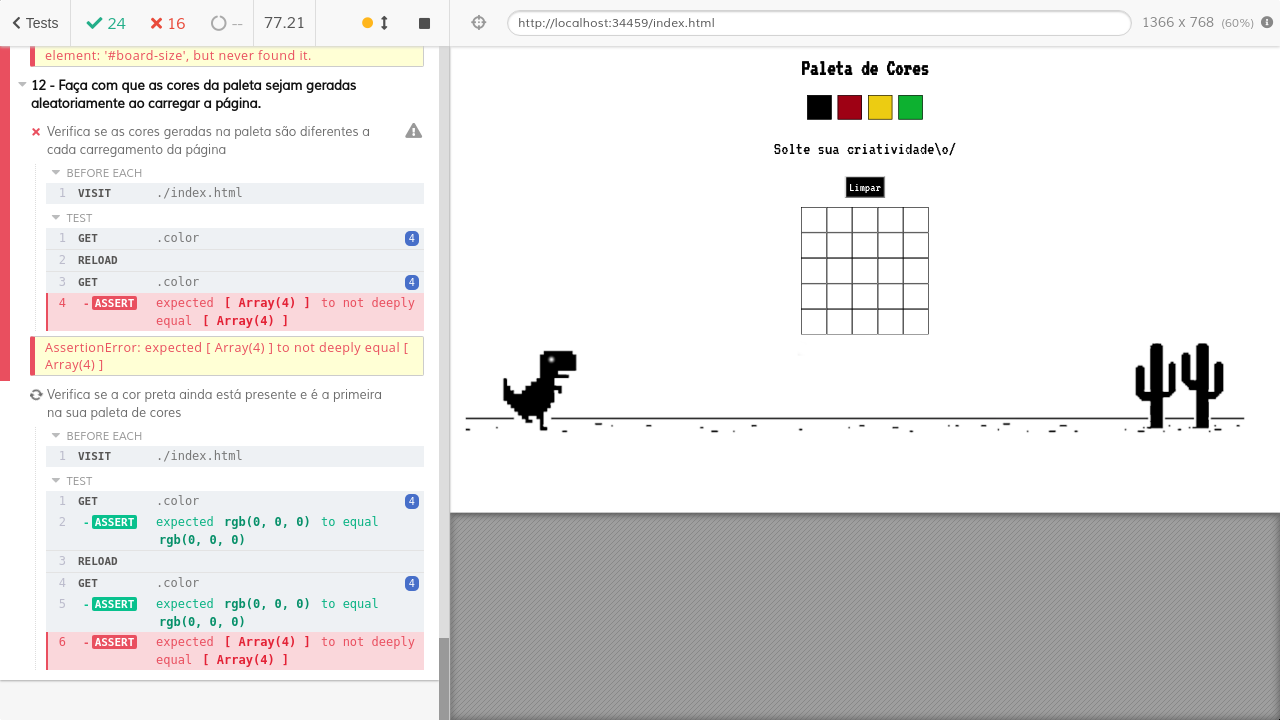 Tests
24
16
--
77.21
element: '#board-size', but never found it.
12 - Faça com que as cores da paleta sejam geradas
aleatoriamente ao carregar a página.
Verifica se as cores geradas na paleta são diferentes a
cada carregamento da página
BEFORE EACH
1 VISIT ./index.html
TEST
1 GET .color 4
2 RELOAD
3 GET .color 4
4 -ASSERT expected [ Array(4) ] to not deeply
equal [ Array(4) ]
AssertionError: expected [ Array(4) ] to not deeply equal [
Array(4) ]
Verifica se a cor preta ainda está presente e é a primeira
na sua paleta de cores
BEFORE EACH
1 VISIT ./index.html
TEST
1 GET .color 4
2 -ASSERT expected rgb(0, 0, 0) to equal
rgb(0, 0, 0)
3 RELOAD
4 GET .color 4
5 -ASSERT expected rgb(0, 0, 0) to equal
rgb(0, 0, 0)
6 -ASSERT expected [ Array(4) ] to not deeply
equal [ Array(4) ]
http://localhost:34459/index.html
1366 x 768 (60%)
Paleta de Cores
Solte sua criatividade\o/
Limpar